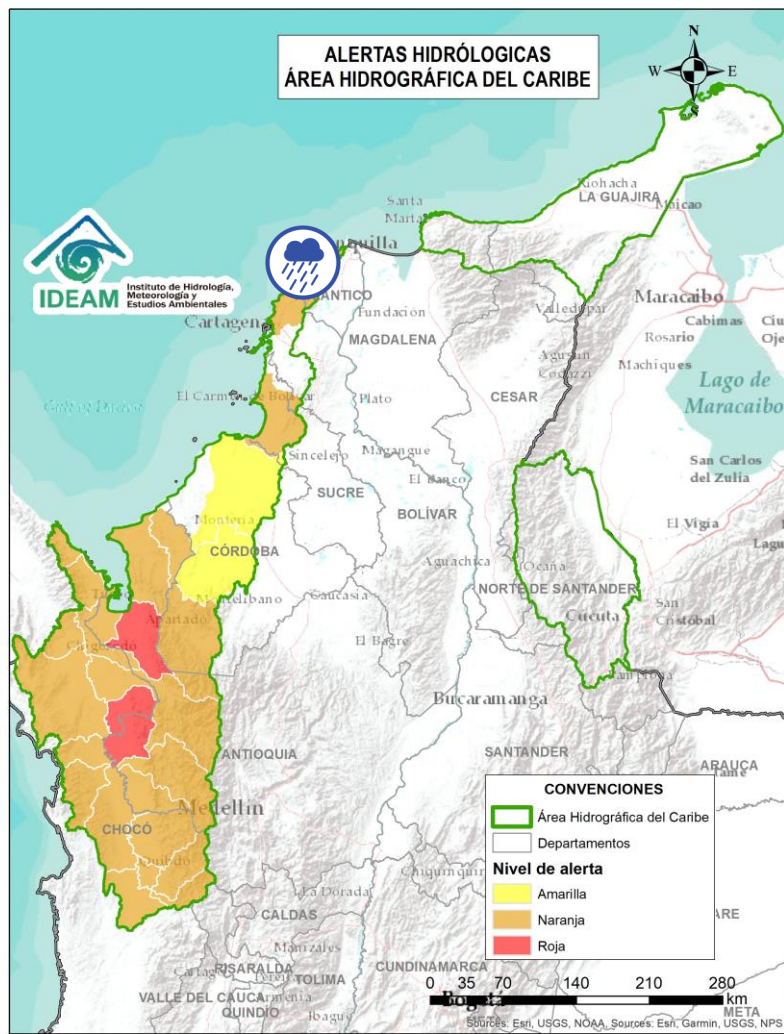 ALERTAS HIDRÓLOGICAS
ÁREA HIDROGRÁFICA DEL CARIBE
N
W
E
S
Riohacha
LA GUAJIRA
Maicao
Santa
Marta
IDEAM
Instituto de Hidrología,
Meteorología y
Estudios Ambientales
Maracaibo
Cabimas
Valledupar
Fundación
MAGDALENA
Rosario
Machiques
Agustín
Codazzi
Lago de
Maracaibo
CESAR
El Carmen de Bolívar
Plato
Sincelejo
Magangue
San Carlos
del Zulia
El Banco
SUCRE
BOLÍVAR
El Vigía
Montería
CÓRDOBA
Aguachica
Ocaña
NORTE DE SANTANDER
Caucasia
Cúcuta
San
Cristóbal
Apartadó
El Bagre
Bucaramanga
ANTIOQUIA
SANTANDER
ARAUCA
Medellín
CHOCÓ
Quibdó
La Dorada
CALDAS
Manizales
RISARALDA
TOLIMA
CUNDINAMARCA
VALLE DEL CAUCA
Armenia
QUINDÍO
Ibagué
Bogotá
META
CONVENCIONES
Área Hidrográfica del Caribe
Departamentos
Nivel de alerta
Amarilla
Naranja
Roja
0 35 70 140 210 280
km
Sources: Esri, USGS, NOAA, Sources: Esri, Garmin, USGS, NPS